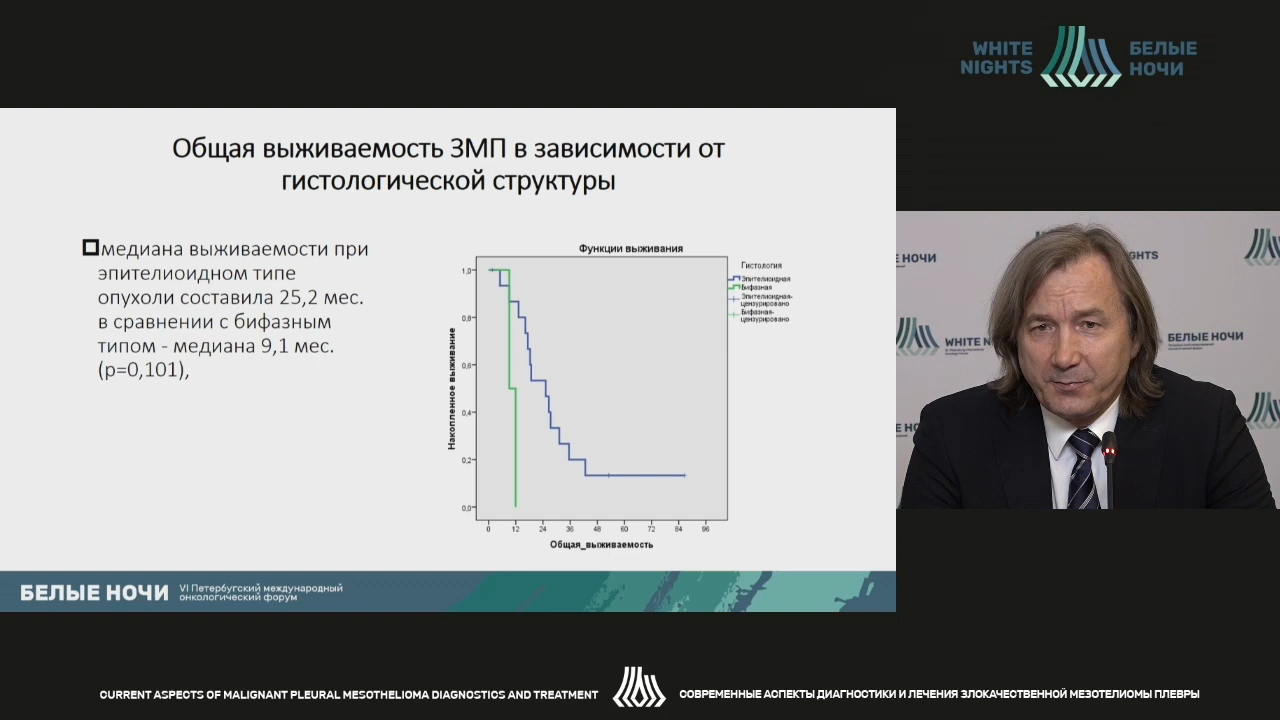 WHITE
NIGHTS
БЕЛЫЕ
НОЧИ
Общая выживаемость ЗМП в зависимости от
гистологической структуры
медиана выживаемости при
эпителиоидном типе
опухоли составила 25,2 мес.
в сравнении с бифазным
типом - медиана 9,1 мес.
(p=0,101),
Функции выживания
Гистология
Эпителиоидная
Бифазная
Эпителиоидная-
цензурировано
Бифазная-
цензурировано
Накопленное выживание
1,0
0,8
0,6
0,4
0,2
0,0
0 12 24 36 48 60 72 84 96
Общая_выживаемость
БЕЛЫЕ НОЧИ
VI Петербургский международный
онкологический форум
НОЧИ
GHTS
WHITE N
БЕЛЫЕ НОЧИ
CURRENT ASPECTS OF MALIGNANT PLEURAL MESOTHELIOMA DIAGNOSTICS AND TREATMENT
СОВРЕМЕННЫЕ АСПЕКТЫ ДИАГНОСТИКИ И ЛЕЧЕНИЯ ЗЛОКАЧЕСТВЕННОЙ МЕЗОТЕЛИОМЫ ПЛЕВРЫ